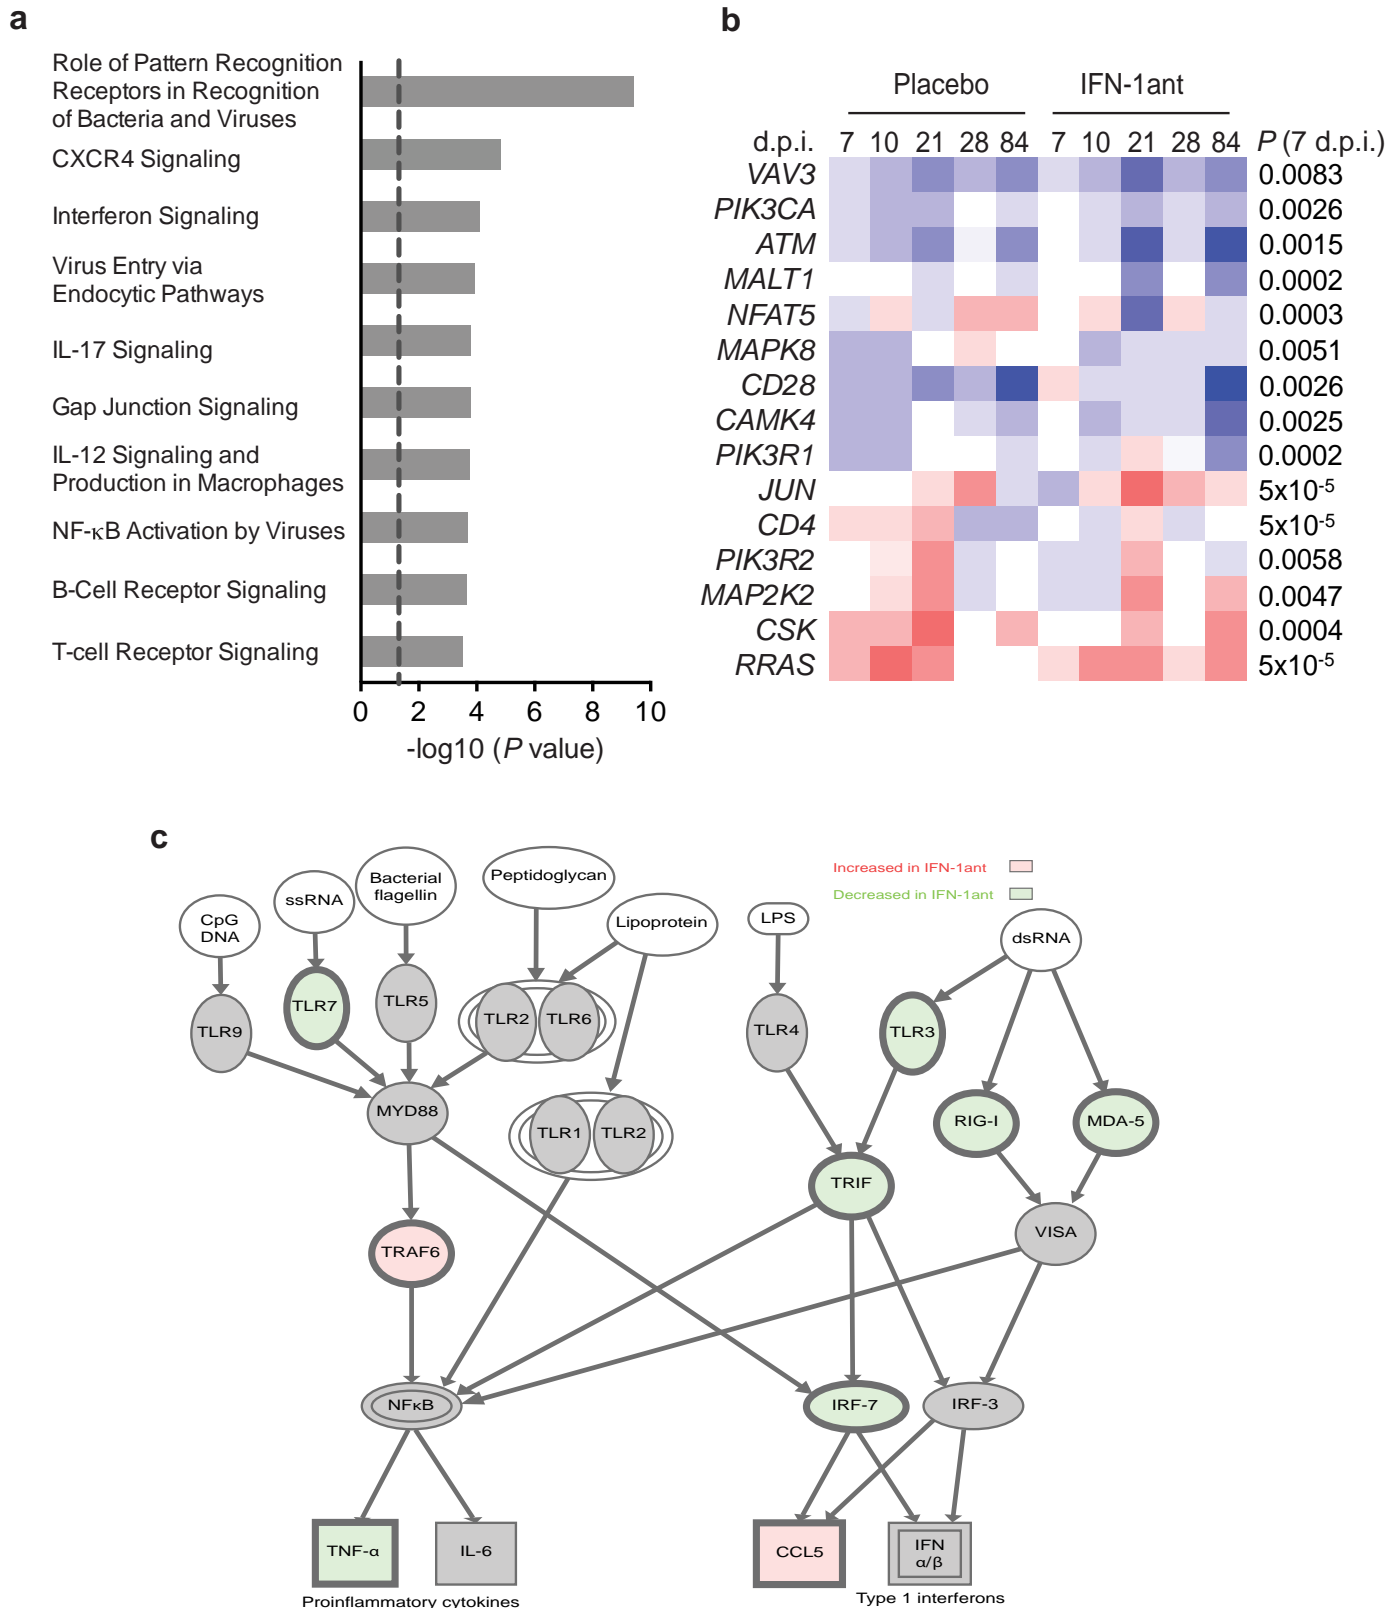 a
Role of Pattern Recognition
Receptors in Recognition
of Bacteria and Viruses
CXCR4 Signaling
Interferon Signaling
Virus Entry via
Endocytic Pathways
IL-17 Signaling
Gap Junction Signaling
IL-12 Signaling and
Production in Macrophages
NF-κB Activation by Viruses
B-Cell Receptor Signaling
T-cell Receptor Signaling
0 2 4 6 8 10
-log10 (P value)
b
Placebo IFN-1ant
d.p.i. 7 10 21 28 84 7 10 21 28 84 P (7 d.p.i.)
VAV3 0.0083
PIK3CA 0.0026
ATM 0.0015
MALT1 0.0002
NFAT5 0.0003
MAPK8 0.0051
CD28 0.0026
CAMK4 0.0025
PIK3R1 0.0002
JUN 5x10⁻⁵
CD4 5x10⁻⁵
PIK3R2 0.0058
MAP2K2 0.0047
CSK 0.0004
RRAS 5x10⁻⁵
c
Increased in IFN-1ant
Decreased in IFN-1ant
CpG
DNA
ssRNA
Bacterial
flagellin
Peptidoglycan
Lipoprotein
LPS
dsRNA
TLR9
TLR7
TLR5
TLR2 TLR6
TLR4
TLR3
MYD88
TLR1 TLR2
RIG-I
MDA-5
TRIF
TRAF6
VISA
NFκB
IRF-7
IRF-3
TNF-α
IL-6
CCL5
IFN
α/β
Proinflammatory cytokines
Type 1 interferons